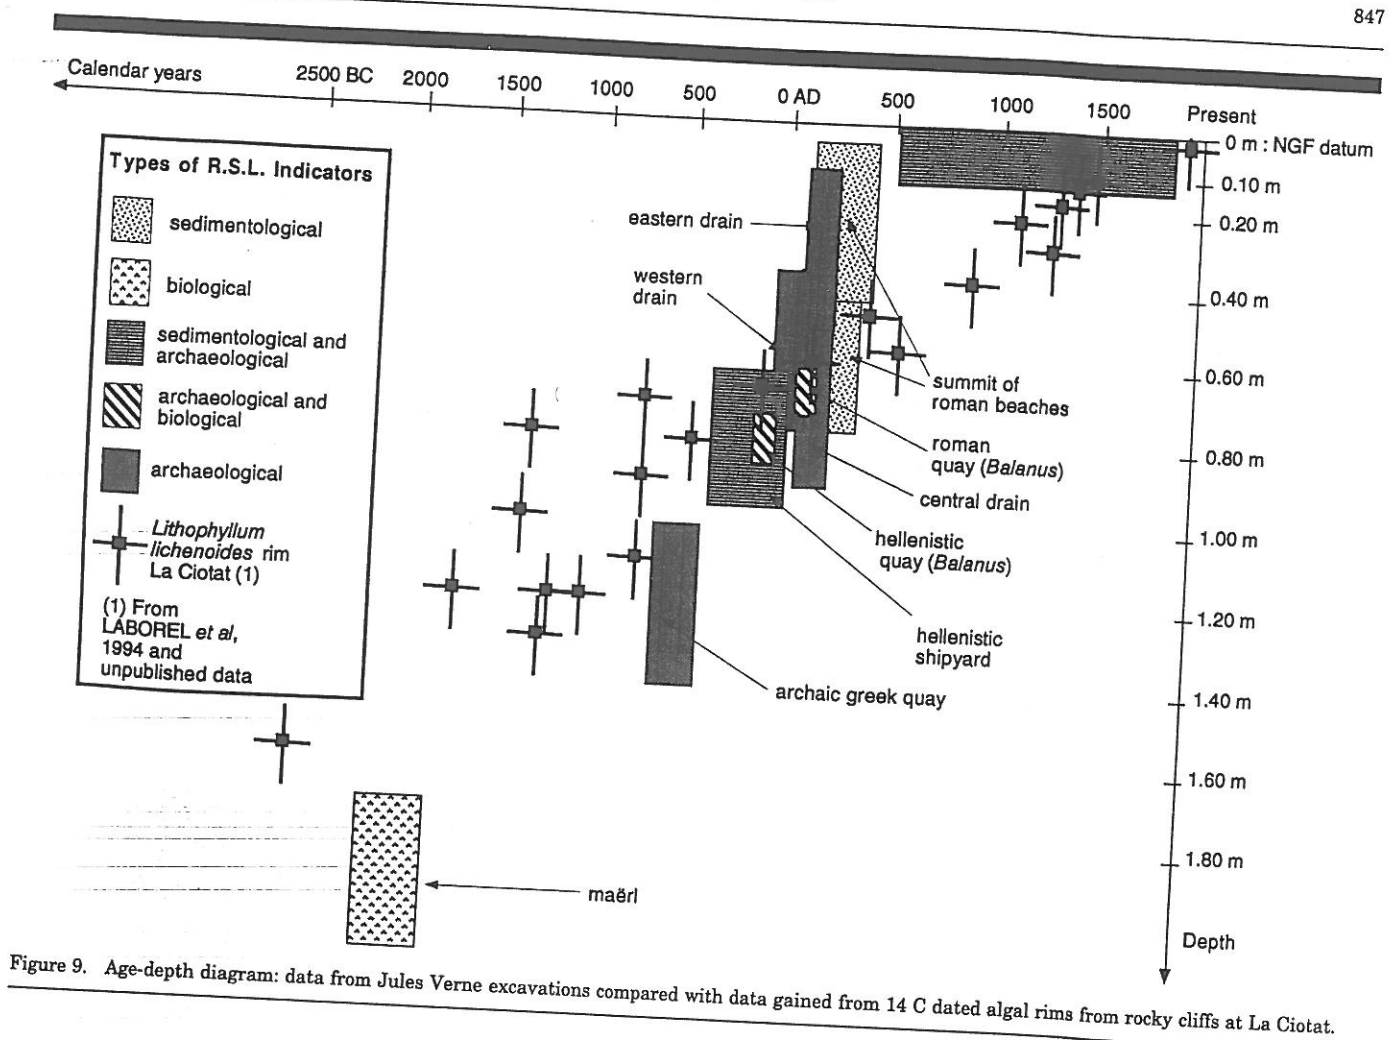 847
Calendar years
2500 BC 2000 1500 1000 500 0 AD 500 1000 1500 Present
0 m : NGF datum
0.10 m
0.20 m
0.40 m
0.60 m
0.80 m
1.00 m
1.20 m
1.40 m
1.60 m
1.80 m
Depth
Types of R.S.L. Indicators
sedimentological
biological
sedimentological and
archaeological
archaeological and
biological
archaeological
Lithophyllum
lichenoides rim
La Ciotat (1)
(1) From
LABOREL et al,
1994 and
unpublished data
eastern drain
western
drain
summit of
roman beaches
roman
quay (Balanus)
central drain
hellenistic
quay (Balanus)
hellenistic
shipyard
archaic greek quay
maërl
Figure 9. Age-depth diagram: data from Jules Verne excavations compared with data gained from 14 C dated algal rims from rocky cliffs at La Ciotat.